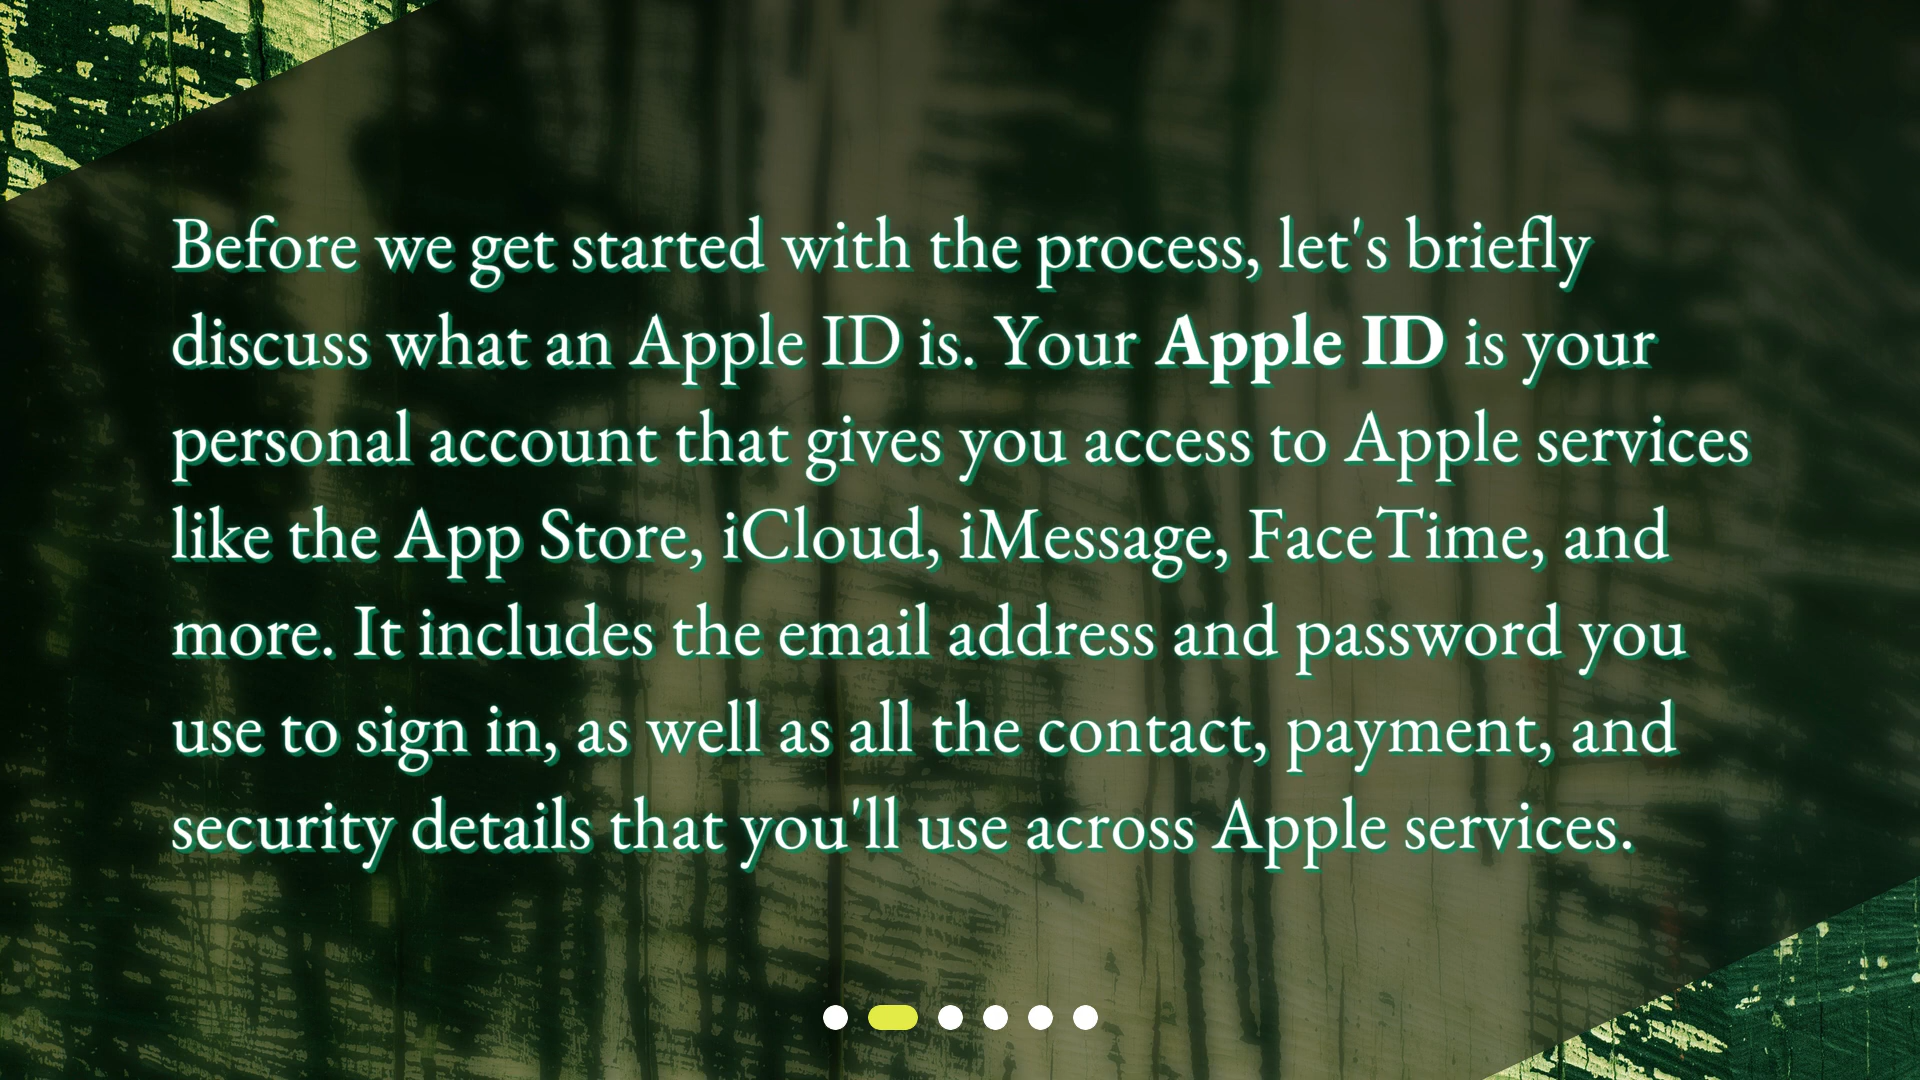 Before we get started with the process, let's briefly
discuss what an Apple ID is. Your Apple ID is your
personal account that gives you access to Apple services
like the App Store, iCloud, iMessage, FaceTime, and
more. It includes the email address and password you
use to sign in, as well as all the contact, payment, and
security details that you'll use across Apple services.